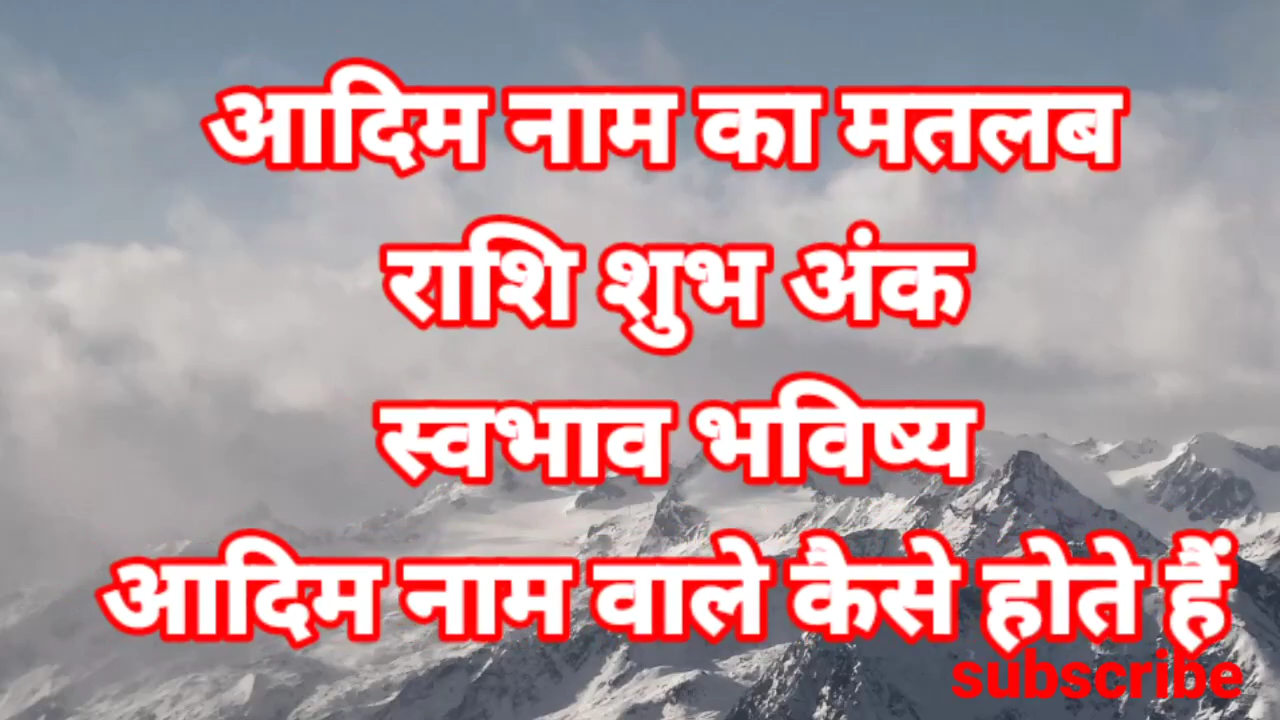 आदिम नाम का मतलब
राशि शुभ अंक
स्वभाव भविष्य
आदिम नाम वाले कैसे होते हैं
subscribe